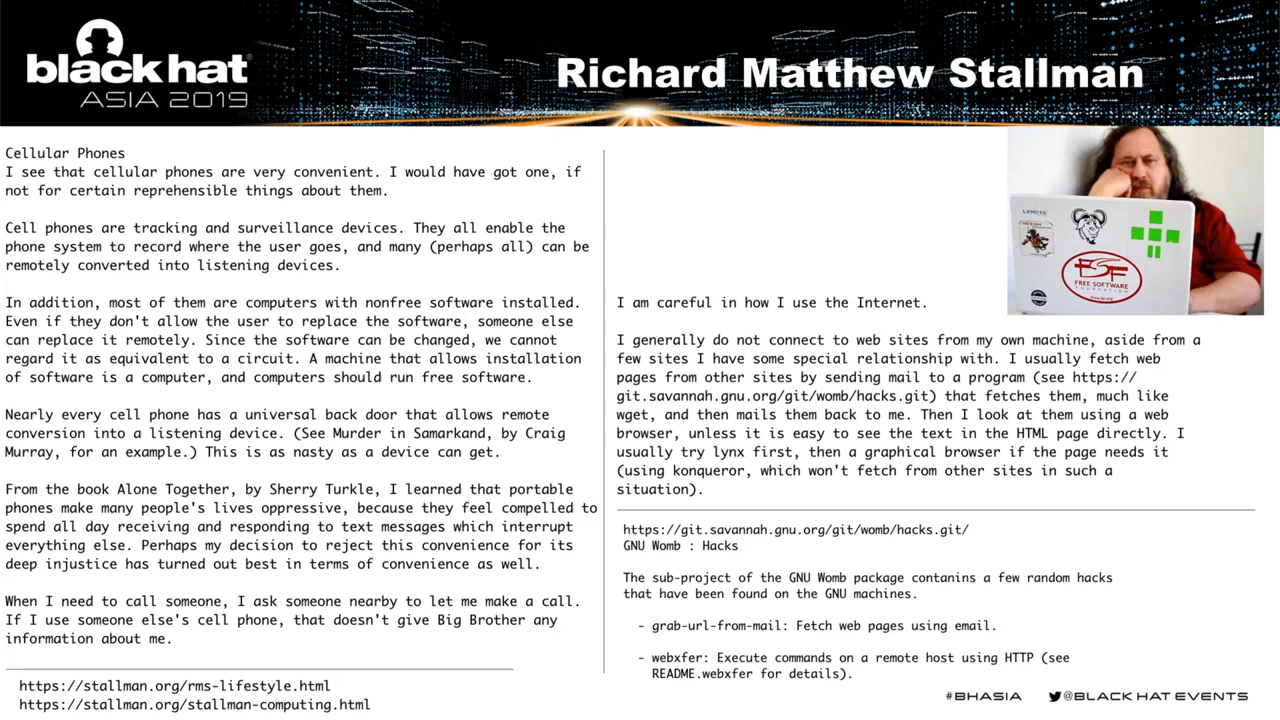 black hat
ASIA 2019
Richard Matthew Stallman
Cellular Phones
I see that cellular phones are very convenient. I would have got one, if
not for certain reprehensible things about them.
Cell phones are tracking and surveillance devices. They all enable the
phone system to record where the user goes, and many (perhaps all) can be
remotely converted into listening devices.
In addition, most of them are computers with nonfree software installed.
Even if they don't allow the user to replace the software, someone else
can replace it remotely. Since the software can be changed, we cannot
regard it as equivalent to a circuit. A machine that allows installation
of software is a computer, and computers should run free software.
Nearly every cell phone has a universal back door that allows remote
conversion into a listening device. (See Murder in Samarkand, by Craig
Murray, for an example.) This is as nasty as a device can get.
From the book Alone Together, by Sherry Turkle, I learned that portable
phones make many people's lives oppressive, because they feel compelled to
spend all day receiving and responding to text messages which interrupt
everything else. Perhaps my decision to reject this convenience for its
deep injustice has turned out best in terms of convenience as well.
When I need to call someone, I ask someone nearby to let me make a call.
If I use someone else's cell phone, that doesn't give Big Brother any
information about me.
https://stallman.org/rms-lifestyle.html
https://stallman.org/stallman-computing.html
LEMOTE
FSF
FREE SOFTWARE
FOUNDATION
www.fsf.org
I am careful in how I use the Internet.
I generally do not connect to web sites from my own machine, aside from a
few sites I have some special relationship with. I usually fetch web
pages from other sites by sending mail to a program (see https://
git.savannah.gnu.org/git/womb/hacks.git) that fetches them, much like
wget, and then mails them back to me. Then I look at them using a web
browser, unless it is easy to see the text in the HTML page directly. I
usually try lynx first, then a graphical browser if the page needs it
(using konqueror, which won't fetch from other sites in such a
situation).
https://git.savannah.gnu.org/git/womb/hacks.git/
GNU Womb : Hacks
The sub-project of the GNU Womb package contanins a few random hacks
that have been found on the GNU machines.
- grab-url-from-mail: Fetch web pages using email.
- webxfer: Execute commands on a remote host using HTTP (see
README.webxfer for details).
#BHASIA
@BLACK HAT EVENTS